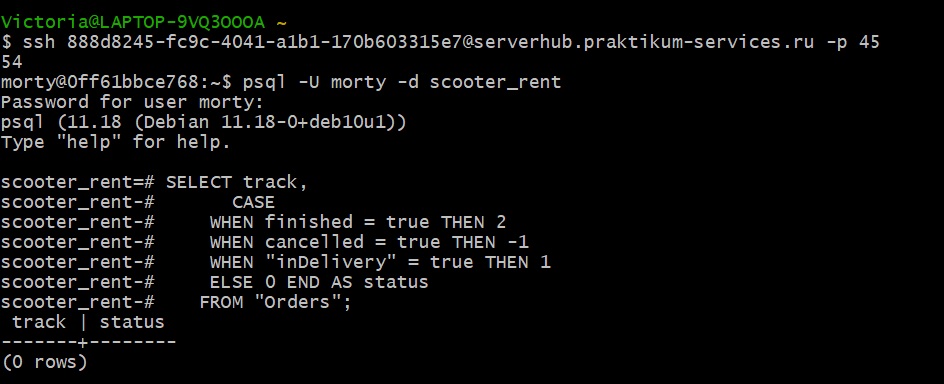 Victoria@LAPTOP-9VQ3OOOA ~
$ ssh 888d8245-fc9c-4041-a1b1-170b603315e7@serverhub.praktikum-services.ru -p 45
54
morty@0ff61bbce768:~$ psql -U morty -d scooter_rent
Password for user morty:
psql (11.18 (Debian 11.18-0+deb10u1))
Type "help" for help.

scooter_rent=# SELECT track,
scooter_rent-#       CASE
scooter_rent-#     WHEN finished = true THEN 2
scooter_rent-#     WHEN cancelled = true THEN -1
scooter_rent-#     WHEN "inDelivery" = true THEN 1
scooter_rent-#     ELSE 0 END AS status
scooter_rent-#    FROM "Orders";
 track | status
-------+--------
(0 rows)